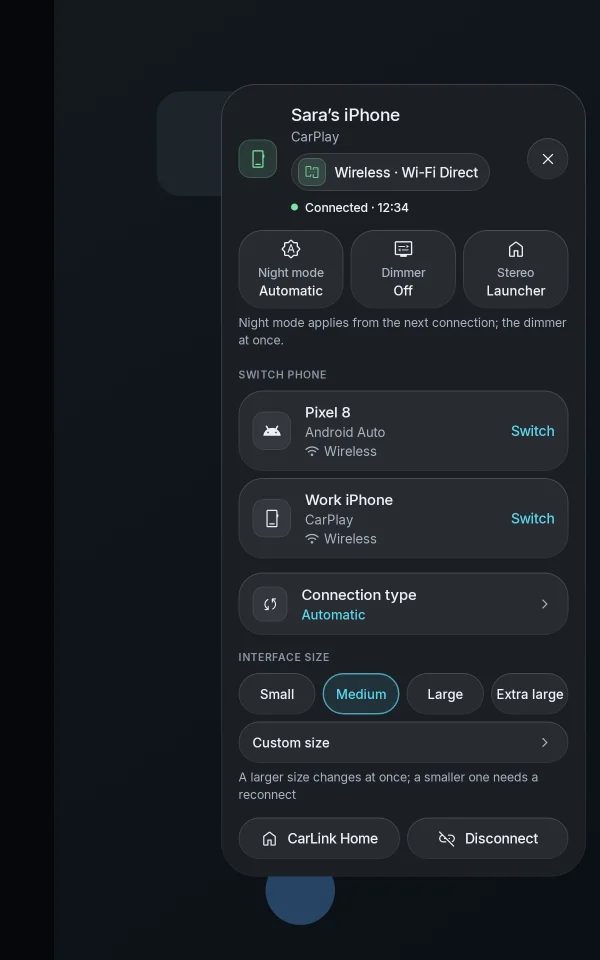 Sara’s iPhone
CarPlay
Wireless · Wi-Fi Direct
Connected · 12:34
Night mode
Automatic
Dimmer
Off
Stereo
Launcher
Night mode applies from the next connection; the dimmer
at once.
SWITCH PHONE
Pixel 8
Android Auto
Wireless
Switch
Work iPhone
CarPlay
Wireless
Switch
Connection type
Automatic
INTERFACE SIZE
Small
Medium
Large
Extra large
Custom size
A larger size changes at once; a smaller one needs a
reconnect
CarLink Home
Disconnect